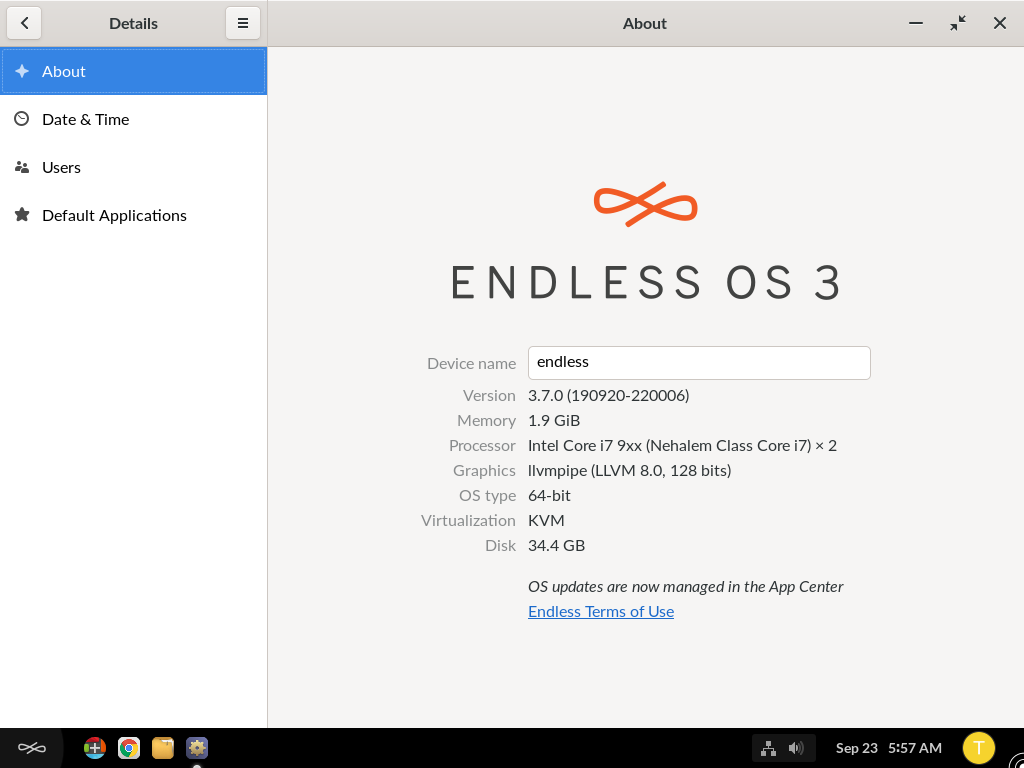 Details
About
About
Date & Time
Users
Default Applications
ENDLESS OS 3
Device name endless
Version 3.7.0 (190920-220006)
Memory 1.9 GiB
Processor Intel Core i7 9xx (Nehalem Class Core i7) × 2
Graphics llvmpipe (LLVM 8.0, 128 bits)
OS type 64-bit
Virtualization KVM
Disk 34.4 GB
OS updates are now managed in the App Center
Endless Terms of Use
Sep 23 5:57 AM
T